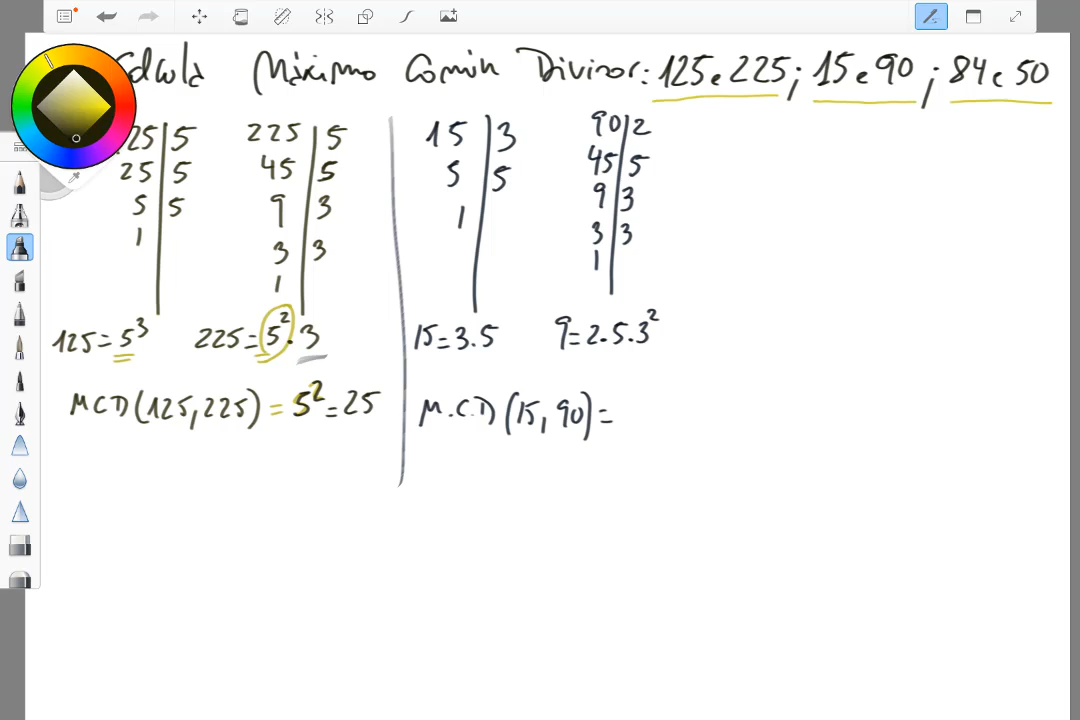 álcula Máximo Común Divisor: 125 e 225 ; 15 e 90 ; 84 e 50
25 | 5
25 | 5
5 | 5
1
225 | 5
45 | 5
9 | 3
3 | 3
1
125 = 5³ 225 = 5² · 3
MCD (125, 225) = 5² = 25
15 | 3
5 | 5
1
90 | 2
45 | 5
9 | 3
3 | 3
1
15 = 3 . 5 9 = 2 . 5 . 3²
M.C.D (15, 90) =